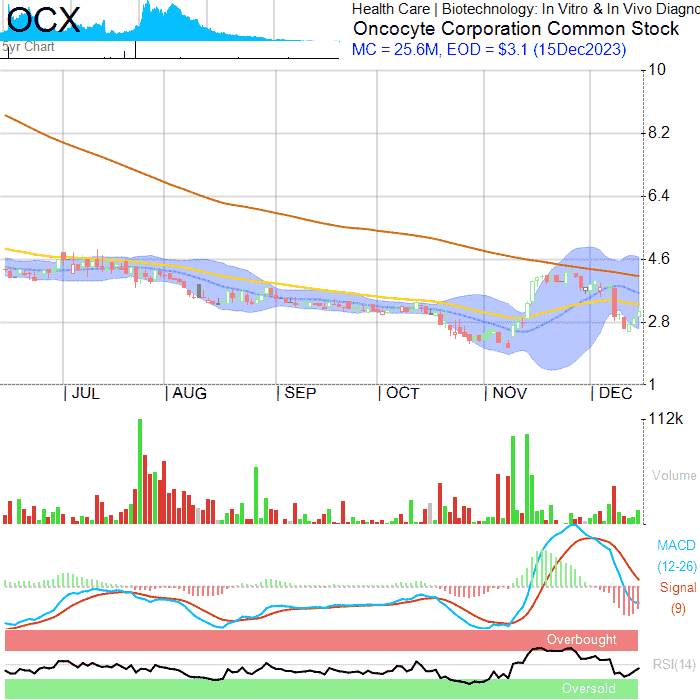 OCX
Health Care | Biotechnology: In Vitro & In Vivo Diagno
Oncocyte Corporation Common Stock
5yr Chart
MC = 25.6M, EOD = $3.1 (15Dec2023)
10
8.2
6.4
4.6
2.8
1
| JUL | AUG | SEP | OCT | NOV | DEC
112k
Volume
MACD
(12-26)
Signal
(9)
Overbought
RSI(14)
Oversold